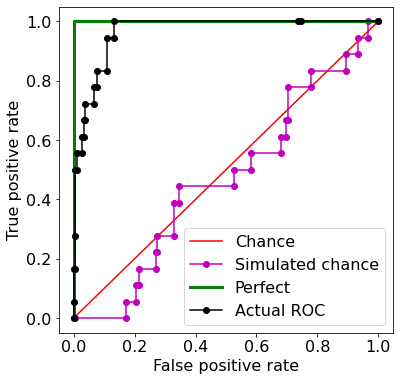 1.0
0.8
0.6
0.4
0.2
0.0
True positive rate
Chance
Simulated chance
Perfect
Actual ROC
0.0 0.2 0.4 0.6 0.8 1.0
False positive rate